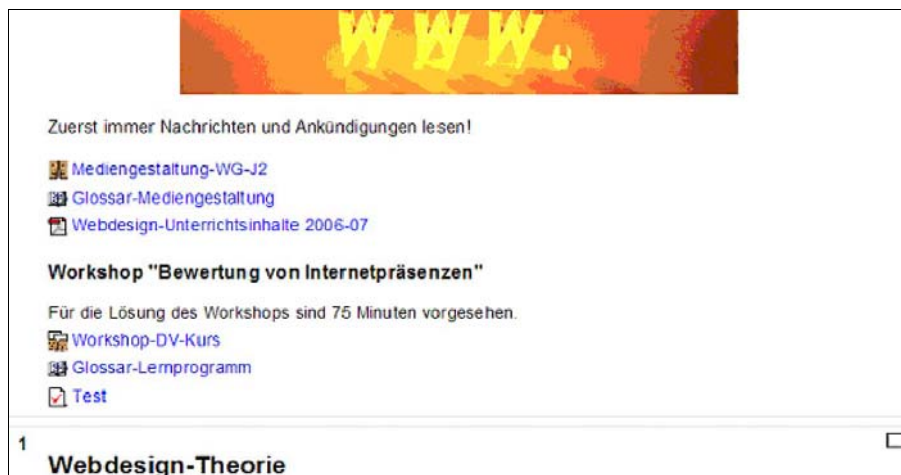 WWW.
Zuerst immer Nachrichten und Ankündigungen lesen!
Mediengestaltung-WG-J2
Glossar-Mediengestaltung
Webdesign-Unterrichtsinhalte 2006-07
Workshop "Bewertung von Internetpräsenzen"
Für die Lösung des Workshops sind 75 Minuten vorgesehen.
Workshop-DV-Kurs
Glossar-Lernprogramm
Test
1
Webdesign-Theorie